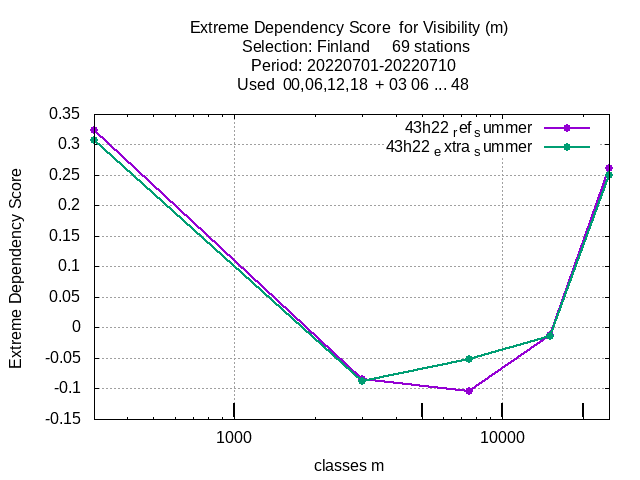 Extreme Dependency Score  for Visibility (m)
Selection: Finland     69 stations
Period: 20220701-20220710
Used  00,06,12,18  + 03 06 ... 48
43h22 ref summer
43h22 extra summer
Extreme Dependency Score
0.35
0.3
0.25
0.2
0.15
0.1
0.05
0
-0.05
-0.1
-0.15
1000 10000
classes m